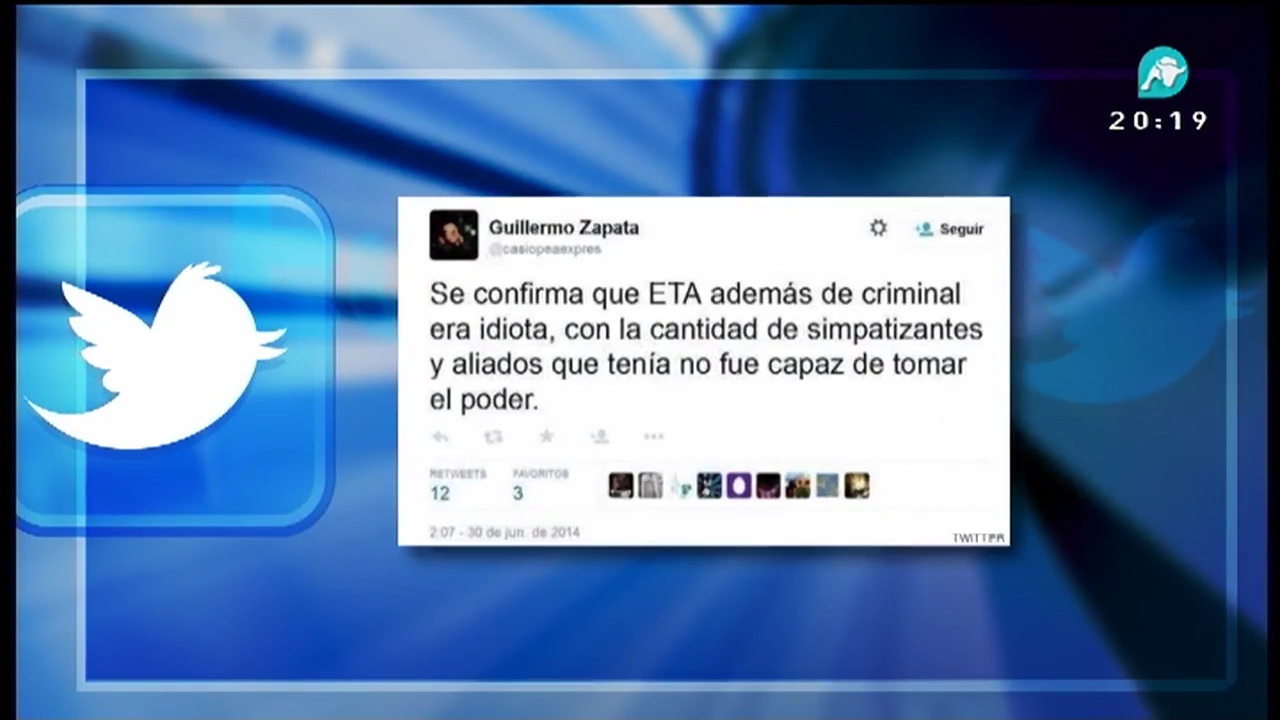 20:19
Guillermo Zapata
@casiopeaexpres
Seguir
Se confirma que ETA además de criminal
era idiota, con la cantidad de simpatizantes
y aliados que tenía no fue capaz de tomar
el poder.
RETWEETS FAVORITOS
12 3
2:07 - 30 de jun. de 2014
TWITTER